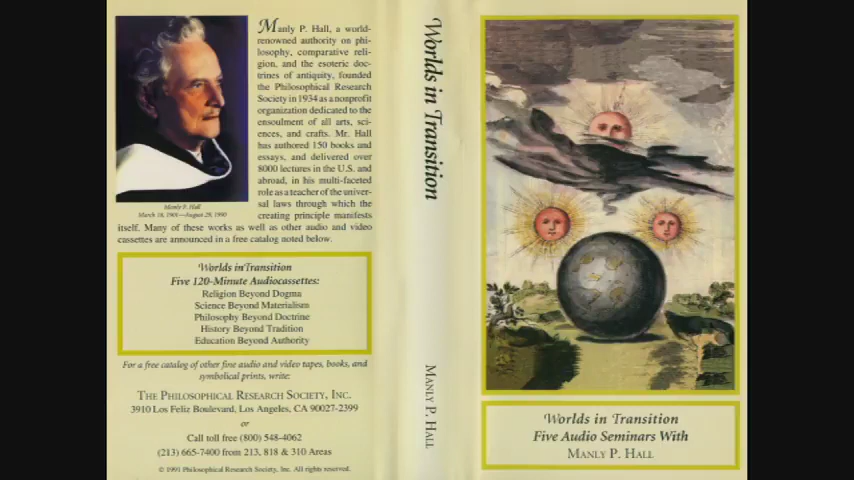 Manly P. Hall, a world-
renowned authority on phi-
losophy, comparative reli-
gion, and the esoteric doc-
trines of antiquity, founded
the Philosophical Research
Society in 1934 as a nonprofit
organization dedicated to the
ensoulment of all arts, sci-
ences, and crafts. Mr. Hall
has authored 150 books and
essays, and delivered over
8000 lectures in the U.S. and
abroad, in his multi-faceted
role as a teacher of the univer-
sal laws through which the
creating principle manifests
itself. Many of these works as well as other audio and video
cassettes are announced in a free catalog noted below.
Manly P. Hall
March 18, 1901—August 29, 1990
Worlds in Transition
Five 120-Minute Audiocassettes:
Religion Beyond Dogma
Science Beyond Materialism
Philosophy Beyond Doctrine
History Beyond Tradition
Education Beyond Authority
For a free catalog of other fine audio and video tapes, books, and
symbolical prints, write:
THE PHILOSOPHICAL RESEARCH SOCIETY, INC.
3910 Los Feliz Boulevard, Los Angeles, CA 90027-2399
or
Call toll free (800) 548-4062
(213) 665-7400 from 213, 818 & 310 Areas
© 1991 Philosophical Research Society, Inc. All rights reserved.
Worlds in Transition
MANLY P. HALL
Worlds in Transition
Five Audio Seminars With
MANLY P. HALL